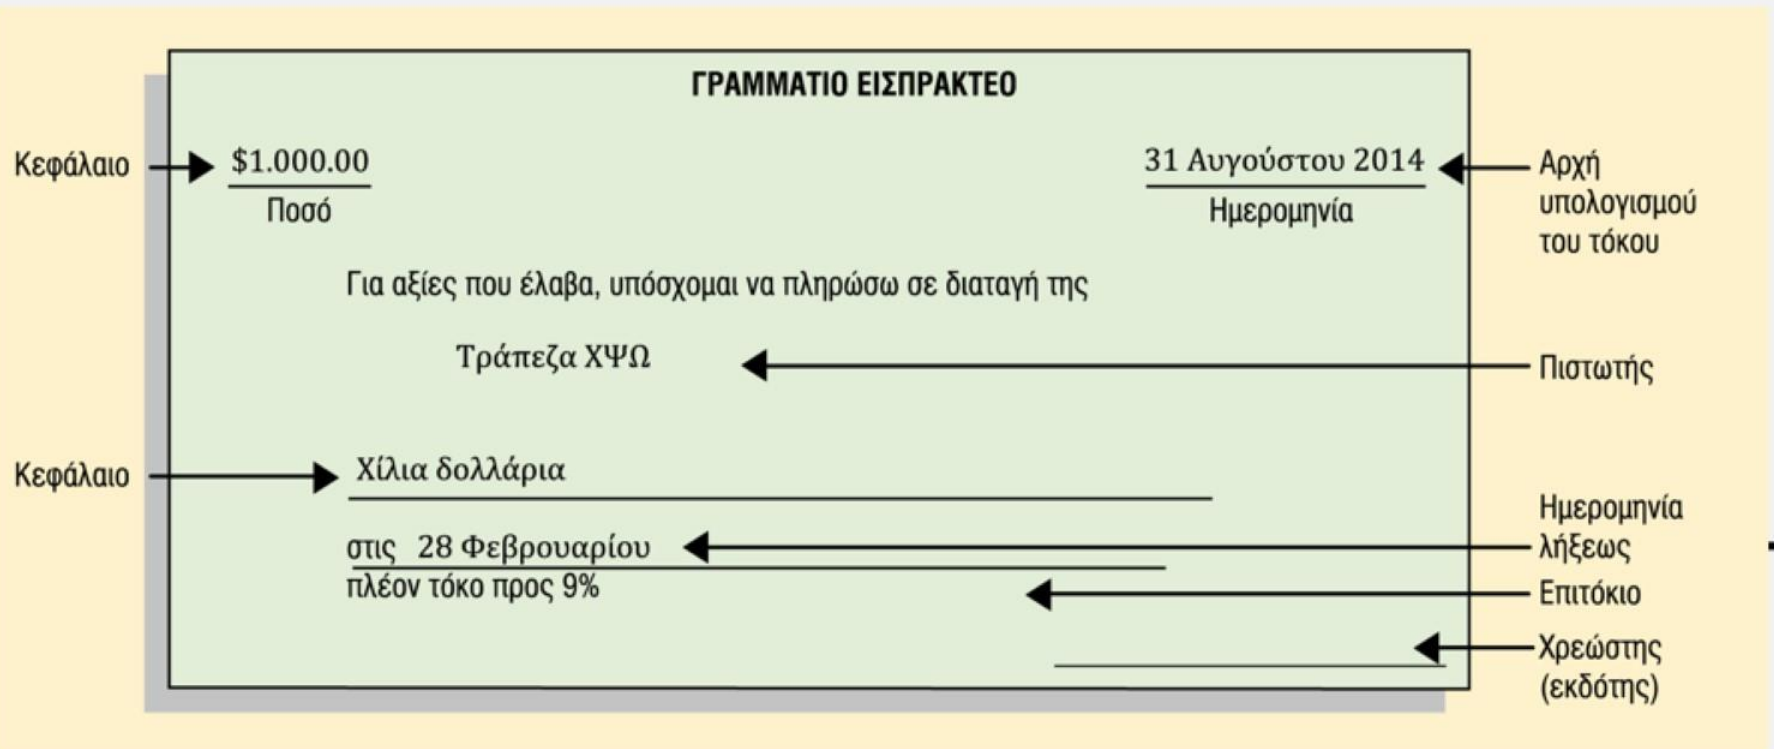 ΓΡΑΜΜΑΤΙΟ ΕΙΣΠΡΑΚΤΕΟ
Κεφάλαιο
$1.000.00
Ποσό
31 Αυγούστου 2014
Ημερομηνία
Αρχή
υπολογισμού
του τόκου
Για αξίες που έλαβα, υπόσχομαι να πληρώσω σε διαταγή της
Τράπεζα ΧΨΩ
Πιστωτής
Κεφάλαιο
Χίλια δολλάρια
στις 28 Φεβρουαρίου
Ημερομηνία
λήξεως
πλέον τόκο προς 9%
Επιτόκιο
Χρεώστης
(εκδότης)